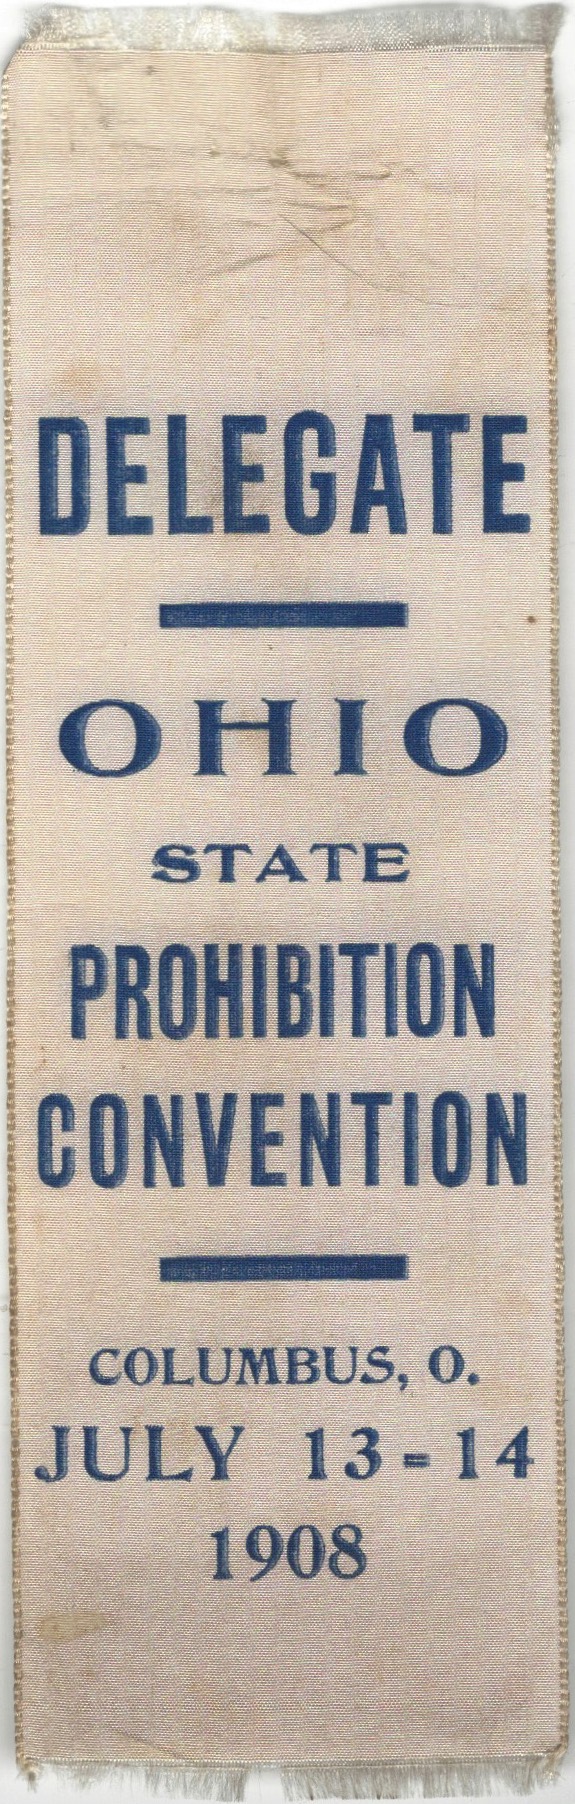 DELEGATE
OHIO
STATE
PROHIBITION
CONVENTION
COLUMBUS, O.
JULY 13=14
1908